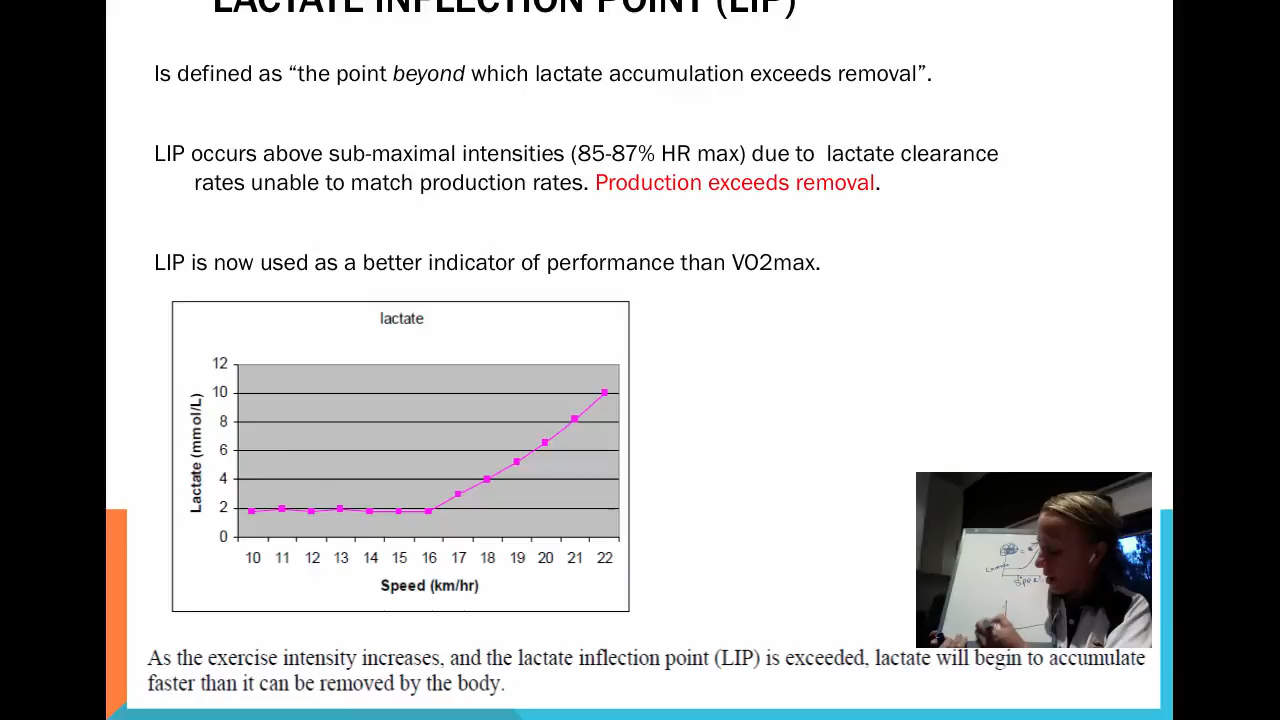 LACTATE INFLECTION POINT (LIP)
Is defined as “the point beyond which lactate accumulation exceeds removal”.
LIP occurs above sub-maximal intensities (85-87% HR max) due to lactate clearance
rates unable to match production rates. Production exceeds removal.
LIP is now used as a better indicator of performance than VO2max.
lactate
Lactate (mmol/L)
12
10
8
6
4
2
0
10 11 12 13 14 15 16 17 18 19 20 21 22
Speed (km/hr)
Lactate
As the exercise intensity increases, and the lactate inflection point (LIP) is exceeded, lactate will begin to accumulate
faster than it can be removed by the body.